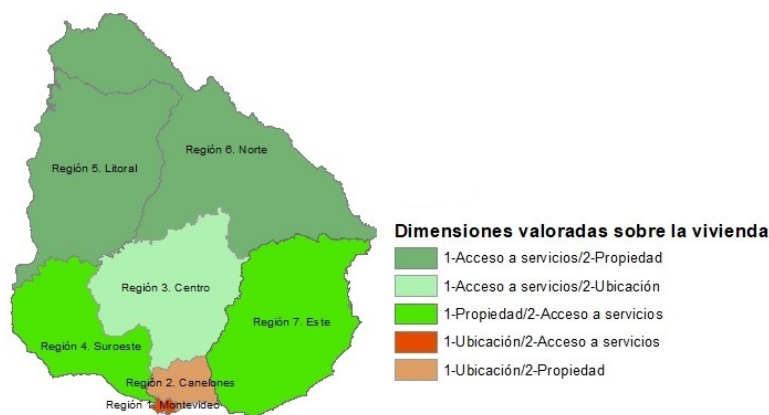 Región 6. Norte
Región 5. Litoral
Región 3. Centro
Región 7. Este
Región 4. Suroeste
Región 2. Canelones
Región 1. Montevideo
Dimensiones valoradas sobre la vivienda
1-Acceso a servicios/2-Propiedad
1-Acceso a servicios/2-Ubicación
1-Propiedad/2-Acceso a servicios
1-Ubicación/2-Acceso a servicios
1-Ubicación/2-Propiedad